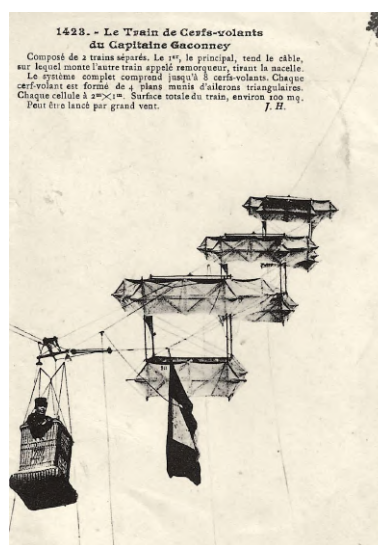 1423. - Le Train de Cerfs-volants
du Capitaine Gaconney
Composé de 2 trains séparés. Le 1er, le principal, tend le câble,
sur lequel monte l'autre train appelé remorqueur, tirant la nacelle.
Le système complet comprend jusqu'à 8 cerfs-volants. Chaque
cerf-volant est formé de 4 plans munis d'ailerons triangulaires.
Chaque cellule à 2m×1m. Surface totale du train, environ 100 mq.
Peut être lancé par grand vent. J. H.